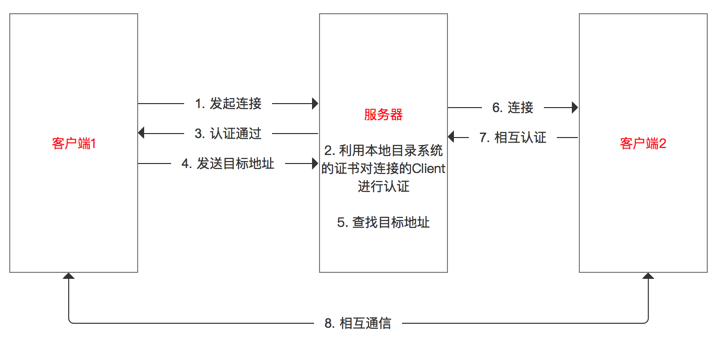 客户端1
1. 发起连接
3. 认证通过
4. 发送目标地址
服务器
2. 利用本地目录系统
的证书对连接的Client
进行认证
5. 查找目标地址
6. 连接
7. 相互认证
客户端2
8. 相互通信